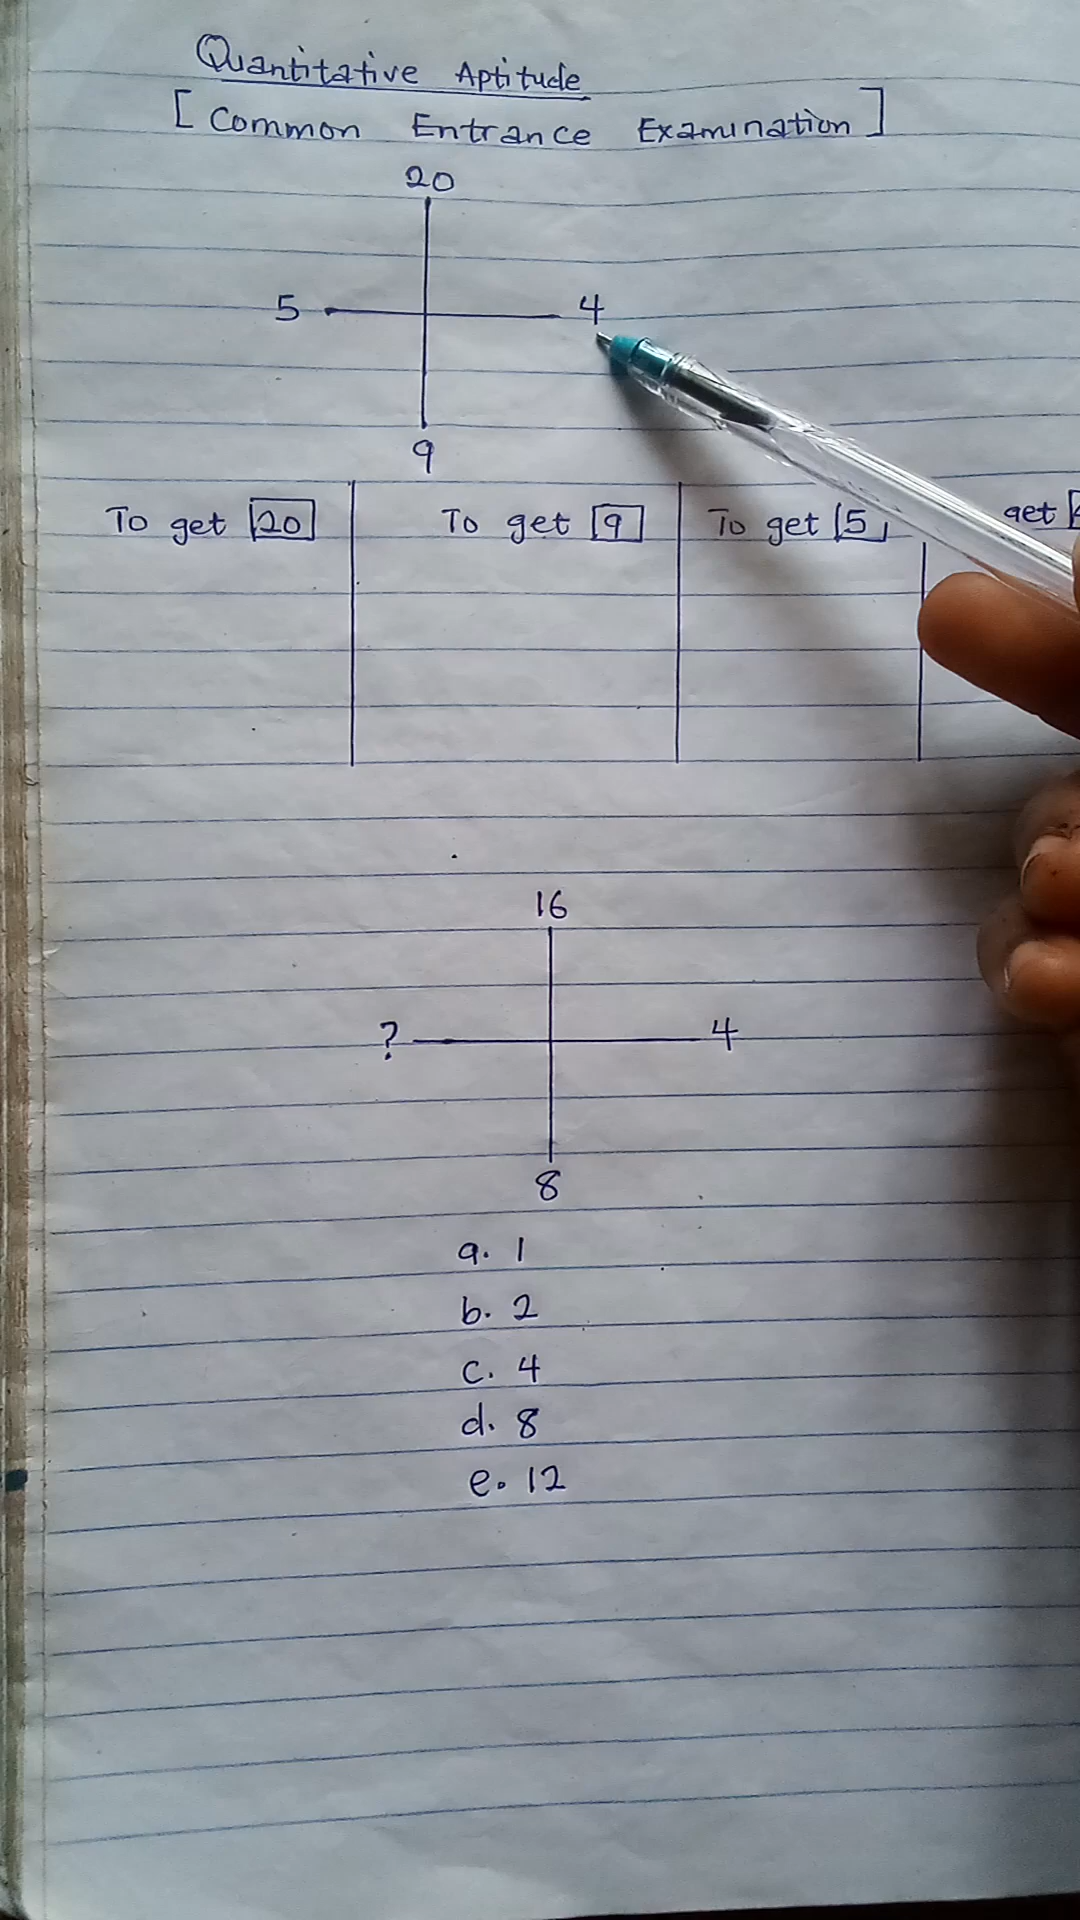 Quantitative Aptitude
[Common Entrance Examination]
20
5 4
9
To get 20 To get 9 To get 5 get
16
? 4
8
a. 1
b. 2
c. 4
d. 8
e. 12